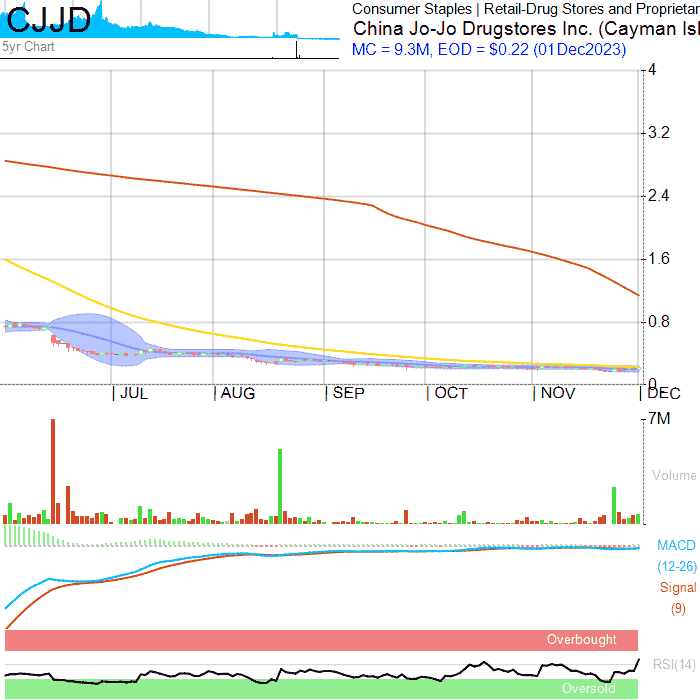 CJJD
5yr Chart
Consumer Staples | Retail-Drug Stores and Proprietar
China Jo-Jo Drugstores Inc. (Cayman Isl
MC = 9.3M, EOD = $0.22 (01Dec2023)
4
3.2
2.4
1.6
0.8
0
| JUL | AUG | SEP | OCT | NOV | DEC
7M
Volume
MACD
(12-26)
Signal
(9)
Overbought
RSI(14)
Oversold